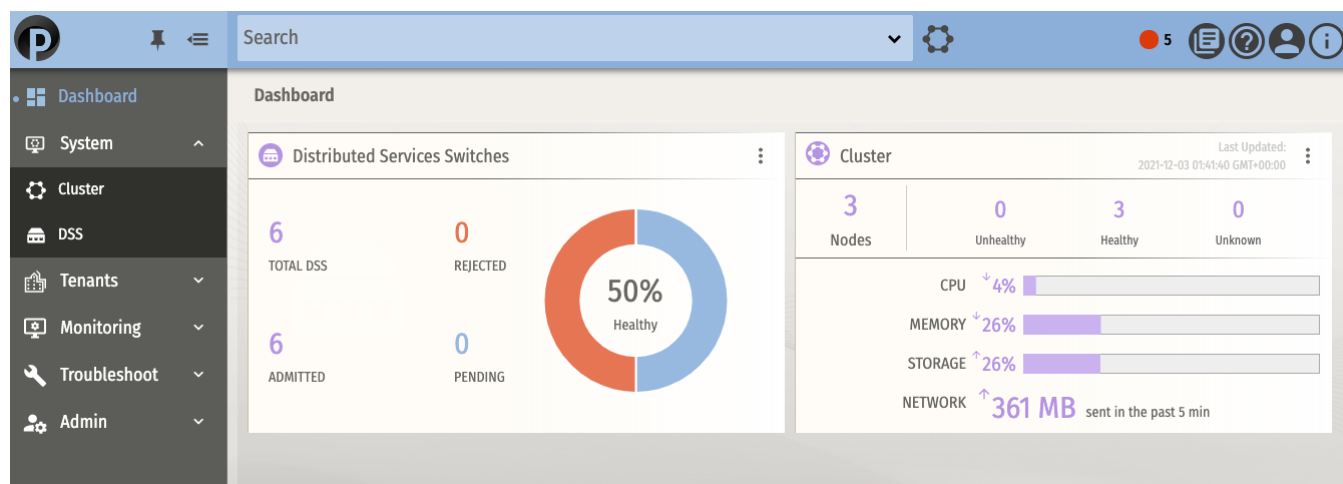 P
Search
5
Dashboard
System
Cluster
DSS
Tenants
Monitoring
Troubleshoot
Admin
Dashboard
Distributed Services Switches
6
TOTAL DSS
0
REJECTED
6
ADMITTED
0
PENDING
50%
Healthy
Cluster
Last Updated:
2021-12-03 01:41:40 GMT+00:00
3
Nodes
0
Unhealthy
3
Healthy
0
Unknown
CPU 4%
MEMORY 26%
STORAGE 26%
NETWORK 361 MB sent in the past 5 min